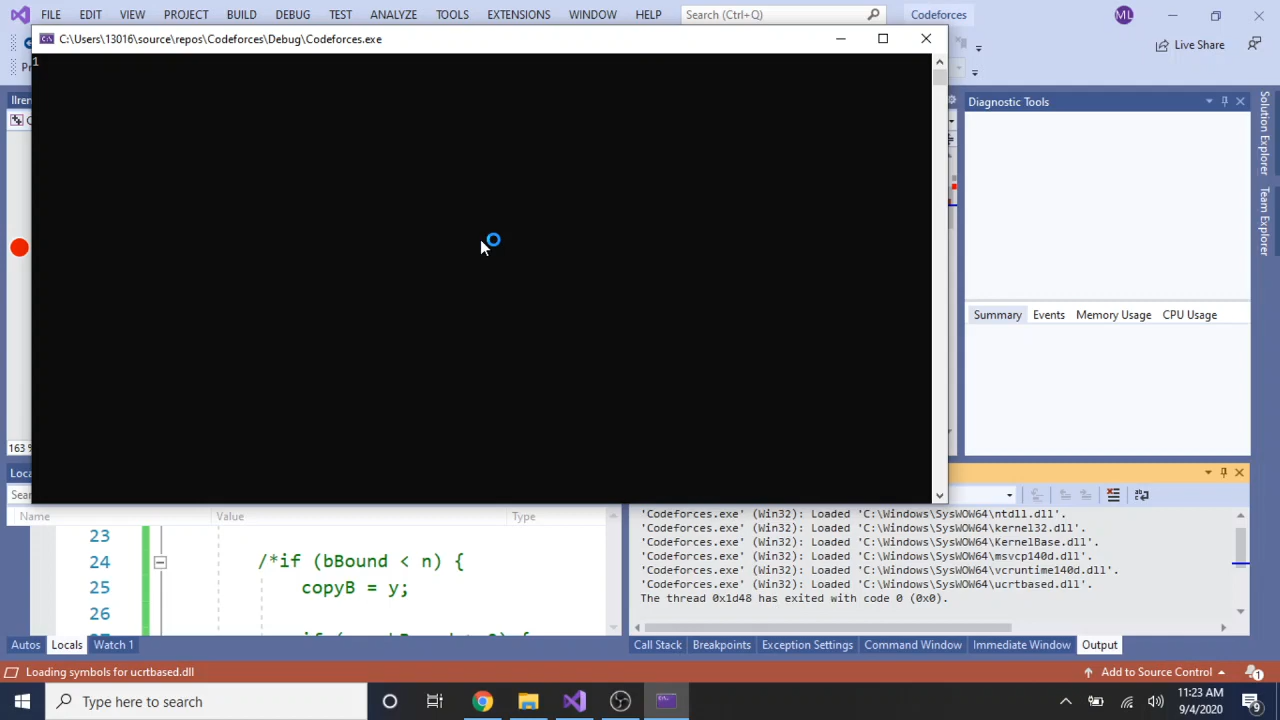 FILE EDIT VIEW PROJECT BUILD DEBUG TEST ANALYZE TOOLS EXTENSIONS WINDOW HELP Search (Ctrl+Q) Codeforces ML
C:\Users\13016\source\repos\Codeforces\Debug\Codeforces.exe
Live Share
1
Diagnostic Tools
Solution Explorer
Team Explorer
Summary Events Memory Usage CPU Usage
163 %
Name Value Type
23
24 /*if (bBound < n) {
25 copyB = y;
26
'Codeforces.exe' (Win32): Loaded 'C:\Windows\SysWOW64\ntdll.dll'.
'Codeforces.exe' (Win32): Loaded 'C:\Windows\SysWOW64\kernel32.dll'.
'Codeforces.exe' (Win32): Loaded 'C:\Windows\SysWOW64\KernelBase.dll'.
'Codeforces.exe' (Win32): Loaded 'C:\Windows\SysWOW64\msvcp140d.dll'.
'Codeforces.exe' (Win32): Loaded 'C:\Windows\SysWOW64\vcruntime140d.dll'.
'Codeforces.exe' (Win32): Loaded 'C:\Windows\SysWOW64\ucrtbased.dll'.
The thread 0x1d48 has exited with code 0 (0x0).
Autos Locals Watch 1
Call Stack Breakpoints Exception Settings Command Window Immediate Window Output
Loading symbols for ucrtbased.dll
Add to Source Control
1
Type here to search
11:23 AM
9/4/2020
9